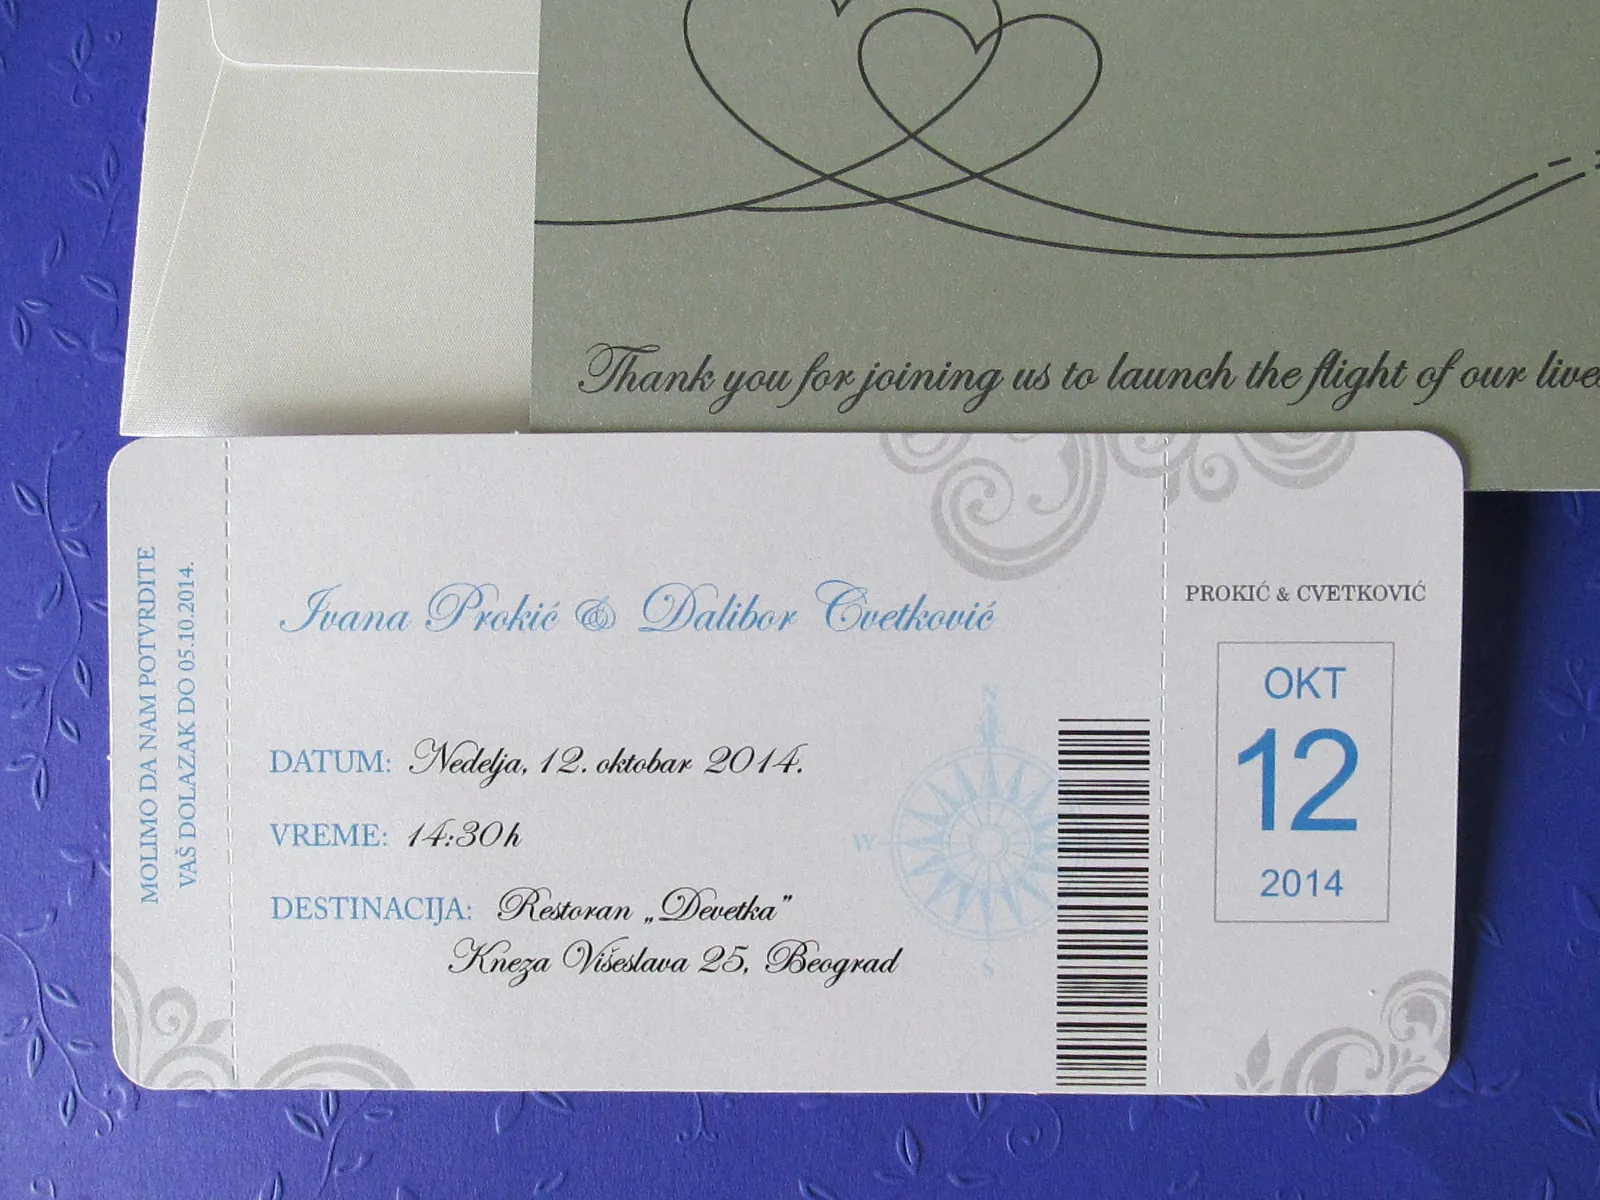 Thank you for joining us to launch the flight of our lives
MOLIMO DA NAM POTVRDITE
VAŠ DOLAZAK DO 05.10.2014.
Ivana Prokić & Dalibor Cvetković
DATUM: Nedelja, 12. oktobar 2014.
VREME: 14:30h
DESTINACIJA: Restoran „Devetka”
Kneza Višeslava 25, Beograd
N
W
S
PROKIĆ & CVETKOVIĆ
OKT
12
2014